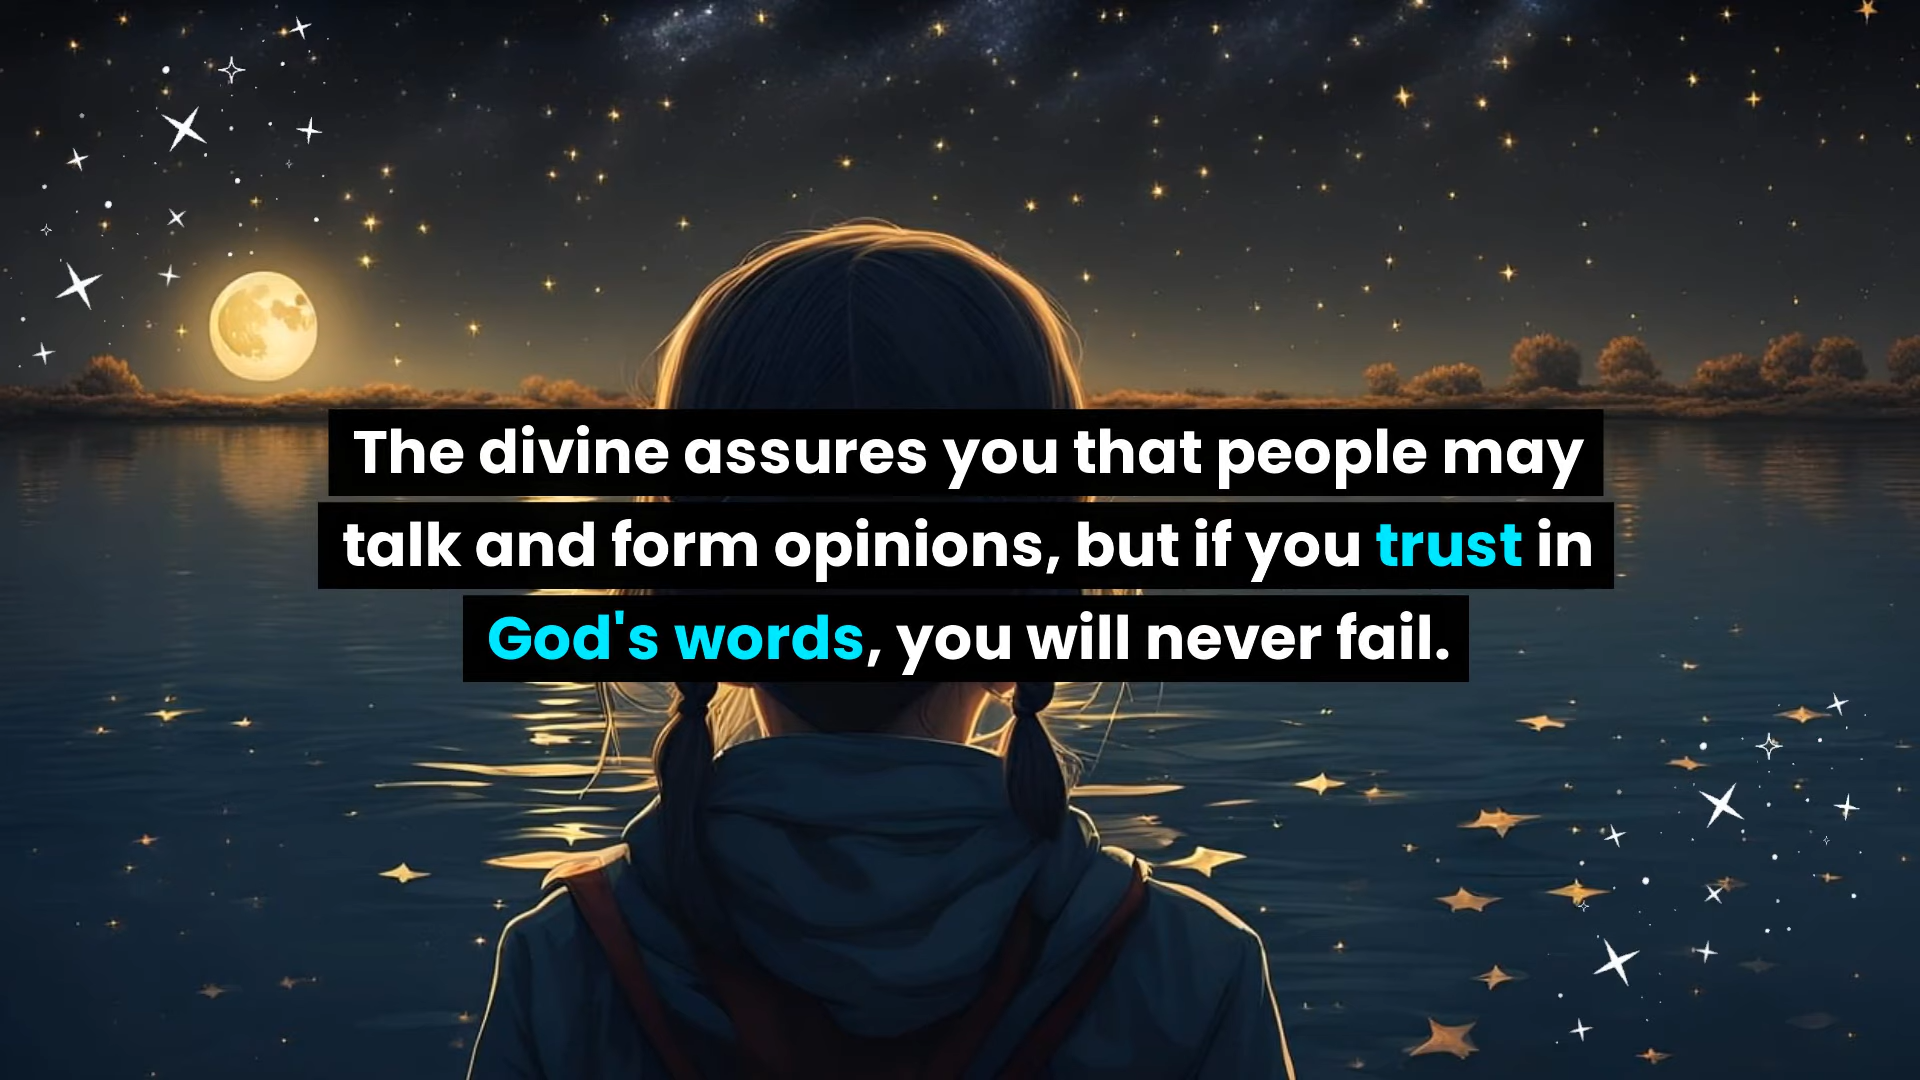 The divine assures you that people may
talk and form opinions, but if you trust in
God's words, you will never fail.